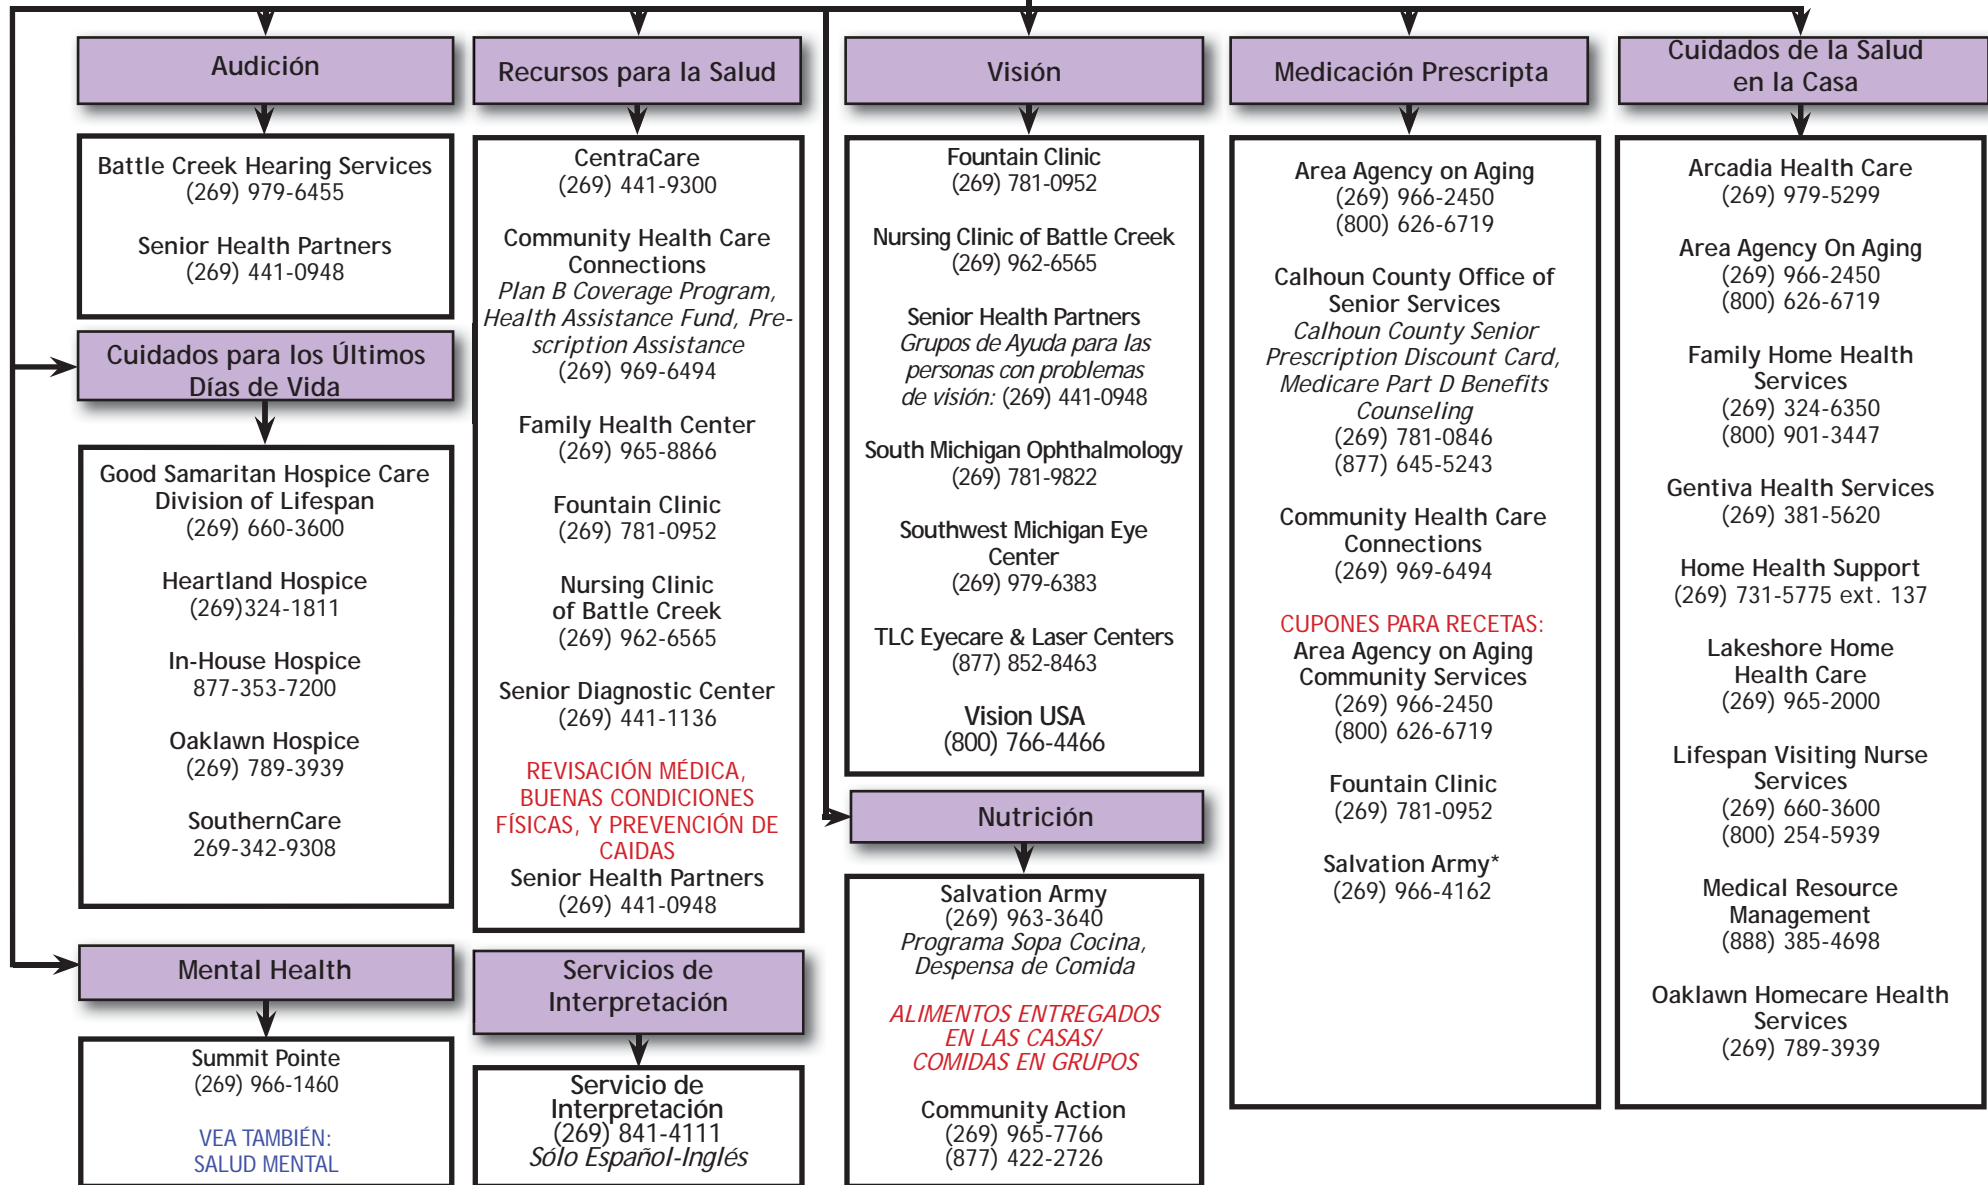 Audición
Battle Creek Hearing Services
(269) 979-6455
Senior Health Partners
(269) 441-0948
Cuidados para los Últimos
Días de Vida
Good Samaritan Hospice Care
Division of Lifespan
(269) 660-3600
Heartland Hospice
(269)324-1811
In-House Hospice
877-353-7200
Oaklawn Hospice
(269) 789-3939
SouthernCare
269-342-9308
Mental Health
Summit Pointe
(269) 966-1460
VEA TAMBIÉN:
SALUD MENTAL
Recursos para la Salud
CentraCare
(269) 441-9300
Community Health Care
Connections
Plan B Coverage Program,
Health Assistance Fund, Pre-
scription Assistance
(269) 969-6494
Family Health Center
(269) 965-8866
Fountain Clinic
(269) 781-0952
Nursing Clinic
of Battle Creek
(269) 962-6565
Senior Diagnostic Center
(269) 441-1136
REVISACIÓN MÉDICA,
BUENAS CONDICIONES
FÍSICAS, Y PREVENCIÓN DE
CAIDAS
Senior Health Partners
(269) 441-0948
Servicios de
Interpretación
Servicio de
Interpretación
(269) 841-4111
Sólo Español-Inglés
Visión
Fountain Clinic
(269) 781-0952
Nursing Clinic of Battle Creek
(269) 962-6565
Senior Health Partners
Grupos de Ayuda para las
personas con problemas
de visión: (269) 441-0948
South Michigan Ophthalmology
(269) 781-9822
Southwest Michigan Eye
Center
(269) 979-6383
TLC Eyecare & Laser Centers
(877) 852-8463
Vision USA
(800) 766-4466
Nutrición
Salvation Army
(269) 963-3640
Programa Sopa Cocina,
Despensa de Comida
ALIMENTOS ENTREGADOS
EN LAS CASAS/
COMIDAS EN GRUPOS
Community Action
(269) 965-7766
(877) 422-2726
Medicación Prescripta
Area Agency on Aging
(269) 966-2450
(800) 626-6719
Calhoun County Office of
Senior Services
Calhoun County Senior
Prescription Discount Card,
Medicare Part D Benefits
Counseling
(269) 781-0846
(877) 645-5243
Community Health Care
Connections
(269) 969-6494
CUPONES PARA RECETAS:
Area Agency on Aging
Community Services
(269) 966-2450
(800) 626-6719
Fountain Clinic
(269) 781-0952
Salvation Army*
(269) 966-4162
Cuidados de la Salud
en la Casa
Arcadia Health Care
(269) 979-5299
Area Agency On Aging
(269) 966-2450
(800) 626-6719
Family Home Health
Services
(269) 324-6350
(800) 901-3447
Gentiva Health Services
(269) 381-5620
Home Health Support
(269) 731-5775 ext. 137
Lakeshore Home
Health Care
(269) 965-2000
Lifespan Visiting Nurse
Services
(269) 660-3600
(800) 254-5939
Medical Resource
Management
(888) 385-4698
Oaklawn Homecare Health
Services
(269) 789-3939